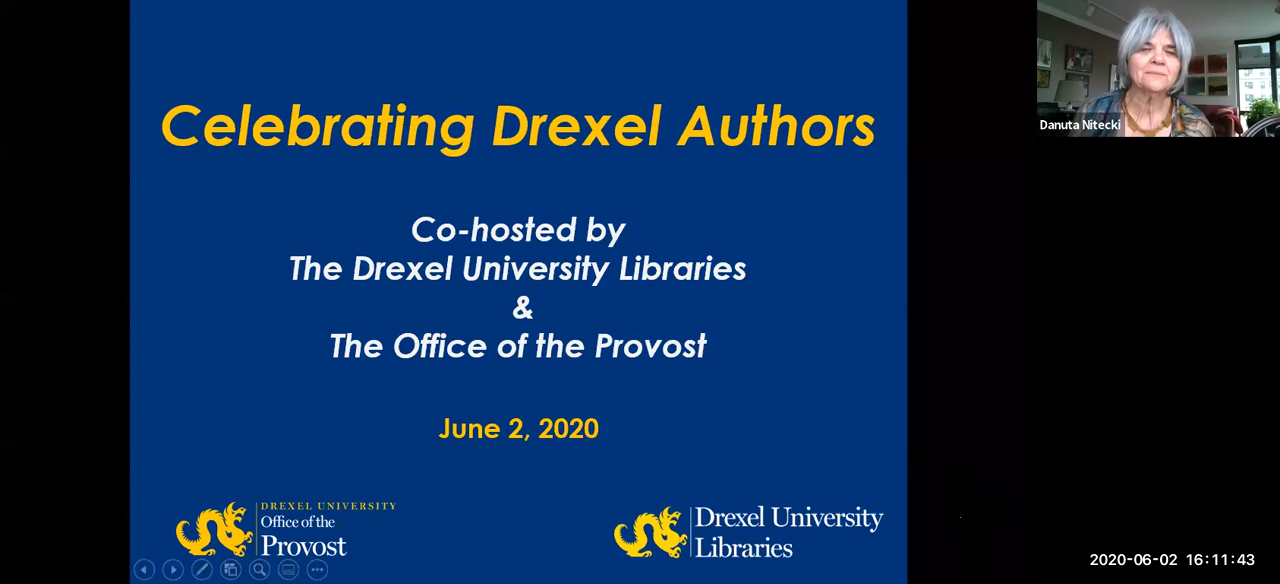 Celebrating Drexel Authors
Co-hosted by
The Drexel University Libraries
&
The Office of the Provost
June 2, 2020
DREXEL UNIVERSITY
Office of the
Provost
Drexel University
Libraries
Danuta Nitecki
2020-06-02 16:11:43